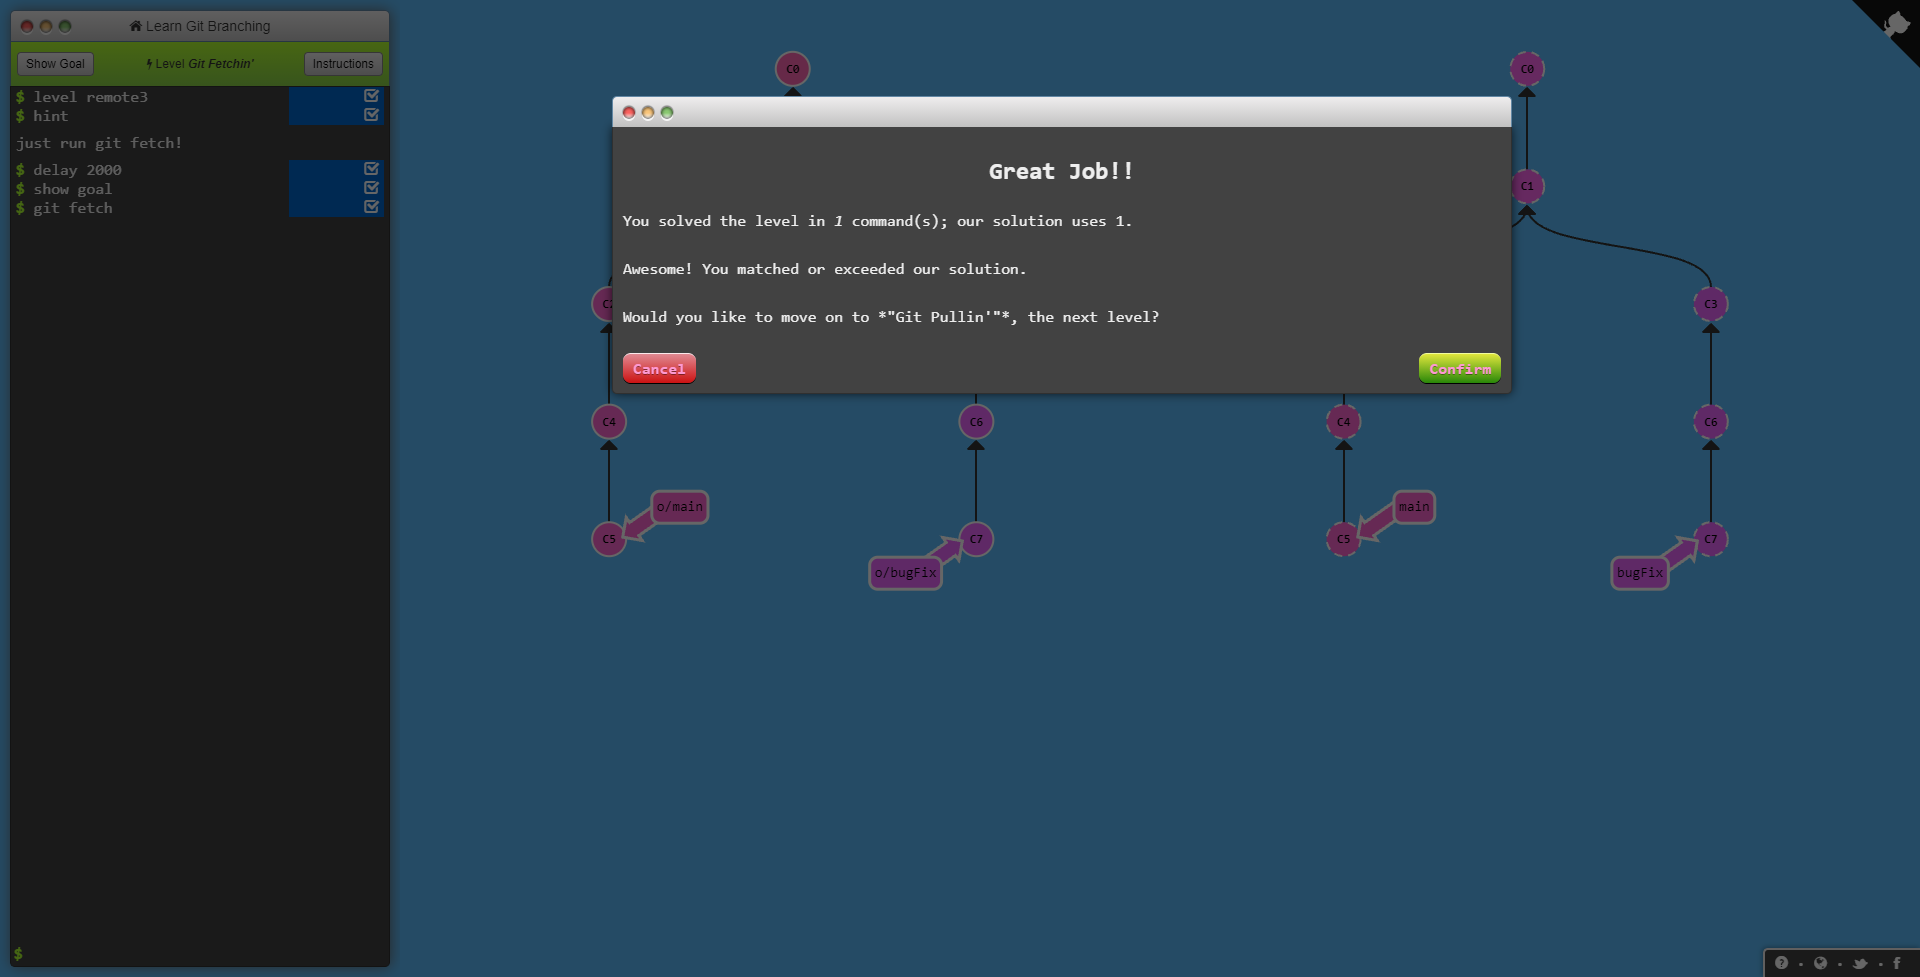 Learn Git Branching
Show Goal
Level Git Fetchin'
Instructions
$ level remote3
$ hint
just run git fetch!
$ delay 2000
$ show goal
$ git fetch
$
C0
C0
Great Job!!
You solved the level in 1 command(s); our solution uses 1.
Awesome! You matched or exceeded our solution.
Would you like to move on to *"Git Pullin'"*, the next level?
Cancel
Confirm
C1
C3
C4
C6
C4
C6
o/main
main
C5
C7
C5
C7
o/bugFix
bugFix